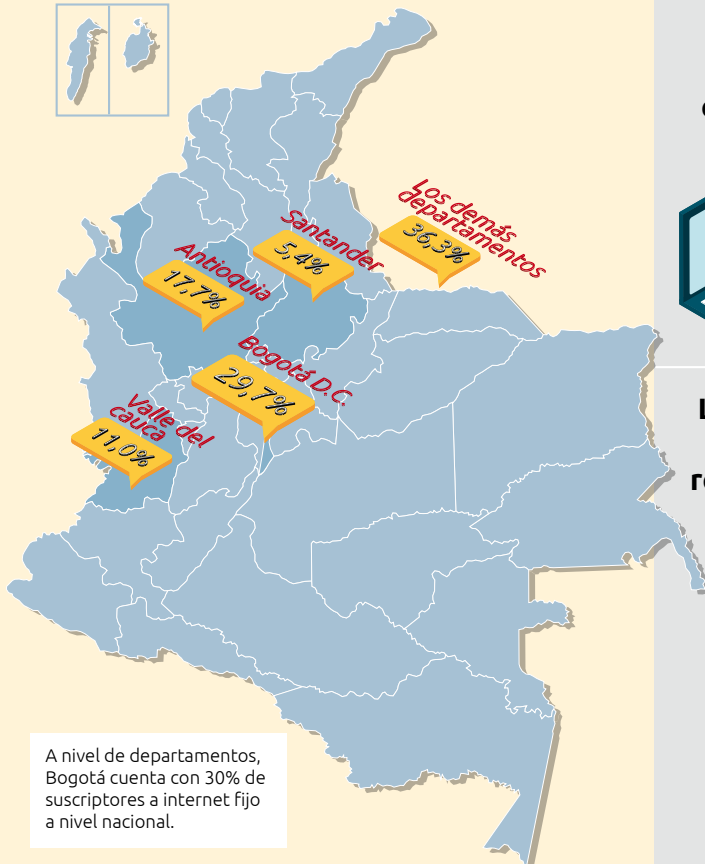 Los demás
departamentos
36,3%
Santander
5,4%
Antioquia
17,7%
Bogotá D.C.
29,7%
Valle del
cauca
11,0%
A nivel de departamentos,
Bogotá cuenta con 30% de
suscriptores a internet fijo
a nivel nacional.